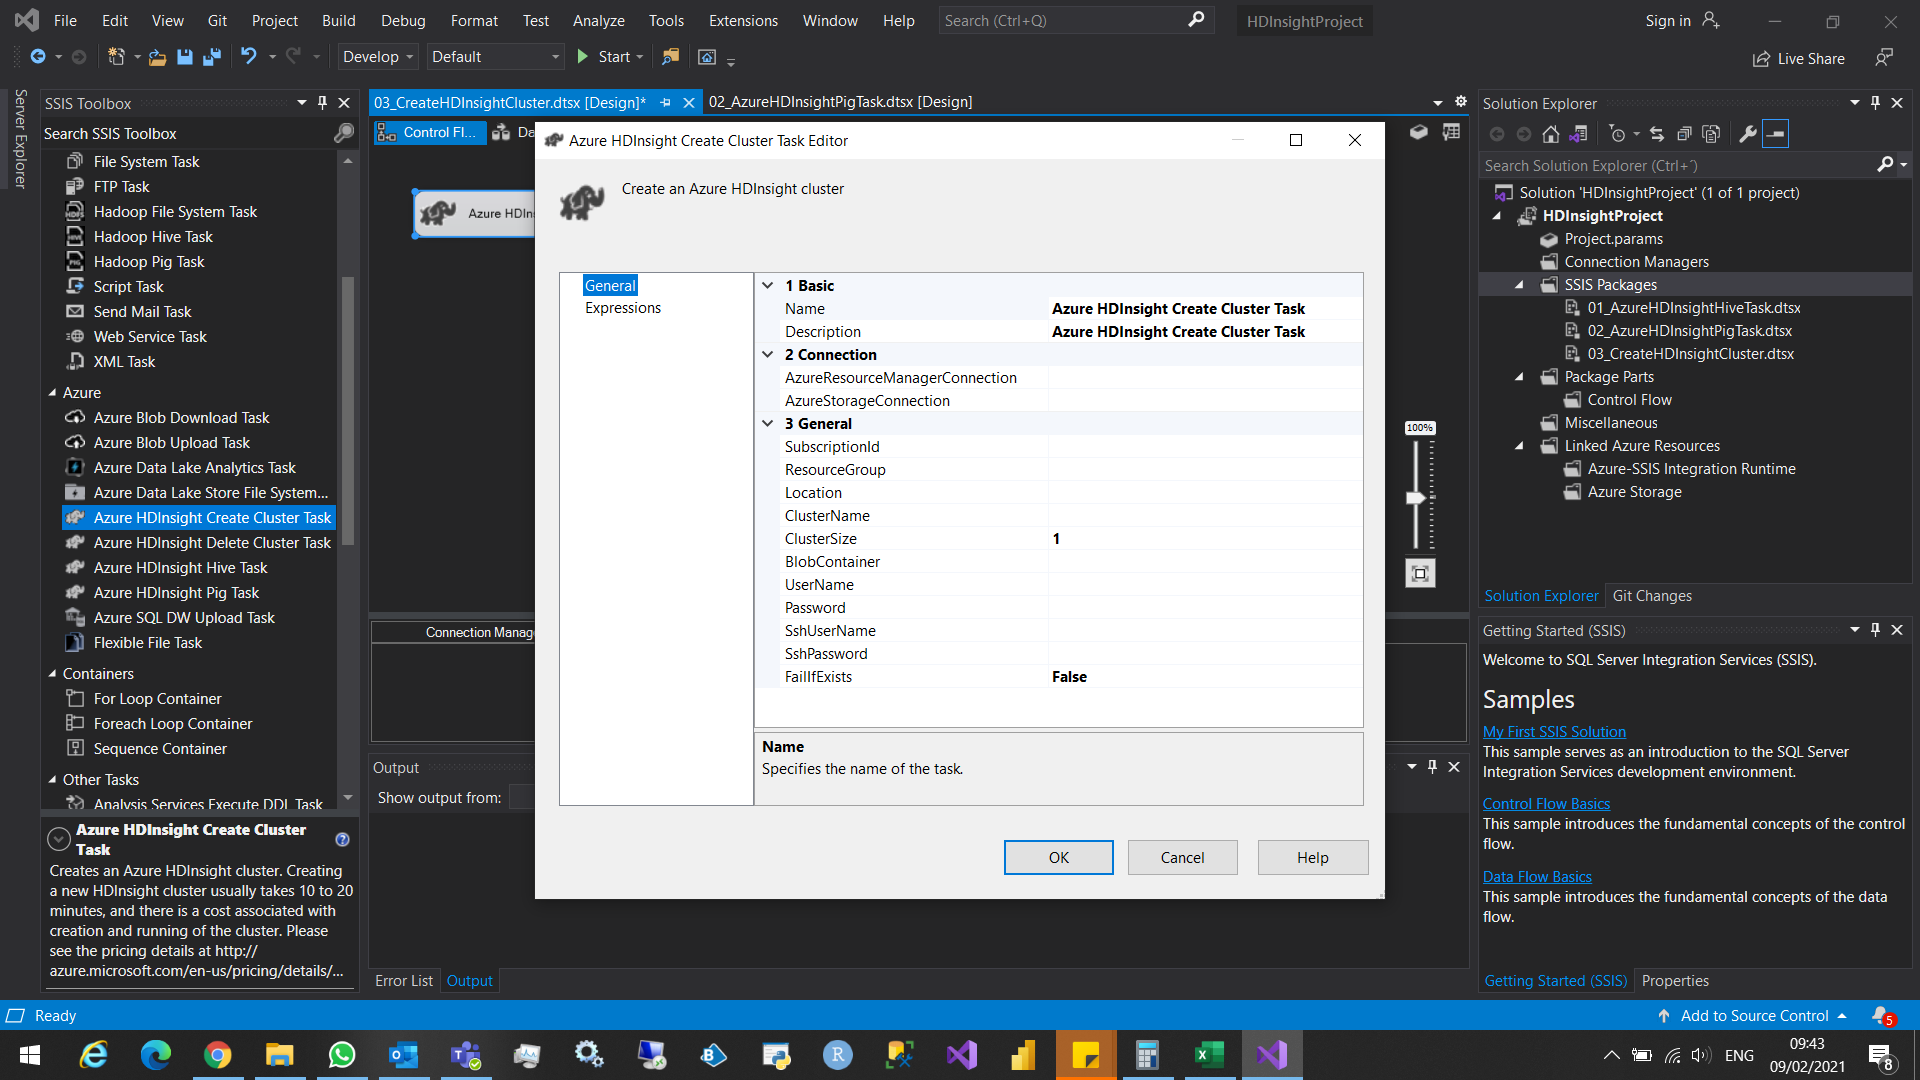 File Edit View Git Project Build Debug Format Test Analyze Tools Extensions Window Help Search (Ctrl+Q) HDInsightProject Sign in
Develop Default Start Live Share
Server Explorer
SSIS Toolbox
Search SSIS Toolbox
File System Task
FTP Task
Hadoop File System Task
Hadoop Hive Task
Hadoop Pig Task
Script Task
Send Mail Task
Web Service Task
XML Task
Azure
Azure Blob Download Task
Azure Blob Upload Task
Azure Data Lake Analytics Task
Azure Data Lake Store File System...
Azure HDInsight Create Cluster Task
Azure HDInsight Delete Cluster Task
Azure HDInsight Hive Task
Azure HDInsight Pig Task
Azure SQL DW Upload Task
Flexible File Task
Containers
For Loop Container
Foreach Loop Container
Sequence Container
Other Tasks
Analysis Services Execute DDL Task
Azure HDInsight Create Cluster
Task
Creates an Azure HDInsight cluster. Creating
a new HDInsight cluster usually takes 10 to 20
minutes, and there is a cost associated with
creation and running of the cluster. Please
see the pricing details at http://
azure.microsoft.com/en-us/pricing/details/...
03_CreateHDInsightCluster.dtsx [Design]* 02_AzureHDInsightPigTask.dtsx [Design]
Control Fl... Da
Azure HDIns
Connection Manag
100%
Azure HDInsight Create Cluster Task Editor
Create an Azure HDInsight cluster
General
Expressions
1 Basic
Name Azure HDInsight Create Cluster Task
Description Azure HDInsight Create Cluster Task
2 Connection
AzureResourceManagerConnection
AzureStorageConnection
3 General
SubscriptionId
ResourceGroup
Location
ClusterName
ClusterSize 1
BlobContainer
UserName
Password
SshUserName
SshPassword
FailIfExists False
Name
Specifies the name of the task.
OK Cancel Help
Output
Show output from:
Error List Output
Solution Explorer
Search Solution Explorer (Ctrl+´)
Solution 'HDInsightProject' (1 of 1 project)
HDInsightProject
Project.params
Connection Managers
SSIS Packages
01_AzureHDInsightHiveTask.dtsx
02_AzureHDInsightPigTask.dtsx
03_CreateHDInsightCluster.dtsx
Package Parts
Control Flow
Miscellaneous
Linked Azure Resources
Azure-SSIS Integration Runtime
Azure Storage
Solution Explorer Git Changes
Getting Started (SSIS)
Welcome to SQL Server Integration Services (SSIS).
Samples
My First SSIS Solution
This sample serves as an introduction to the SQL Server
Integration Services development environment.
Control Flow Basics
This sample introduces the fundamental concepts of the control
flow.
Data Flow Basics
This sample introduces the fundamental concepts of the data
flow.
Getting Started (SSIS) Properties
Ready Add to Source Control 5
ENG 09:43
09/02/2021 8